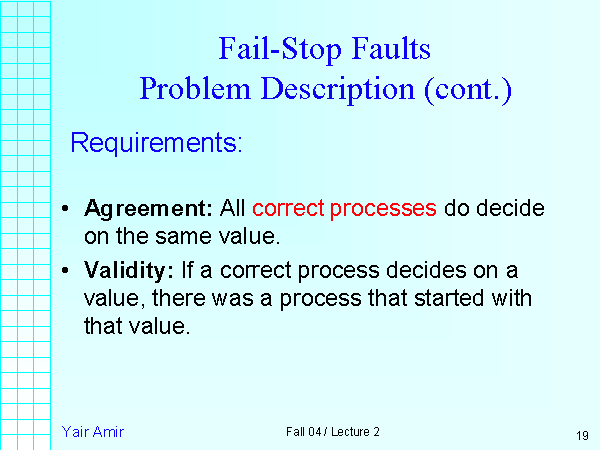 Fail-Stop Faults
Problem Description (cont.)
Requirements:
• Agreement: All correct processes do decide
on the same value.
• Validity: If a correct process decides on a
value, there was a process that started with
that value.
Yair Amir
Fall 04 / Lecture 2
19